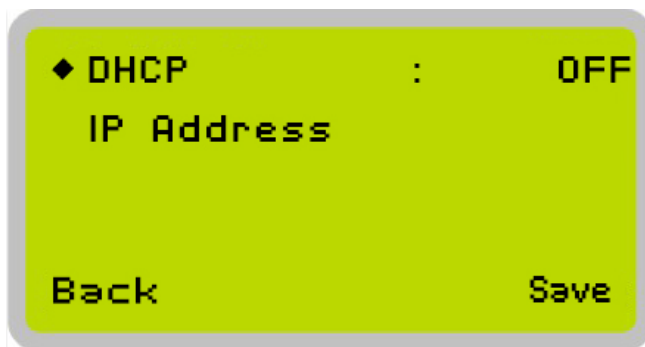 ◆ DHCP : OFF
IP Address
Back Save